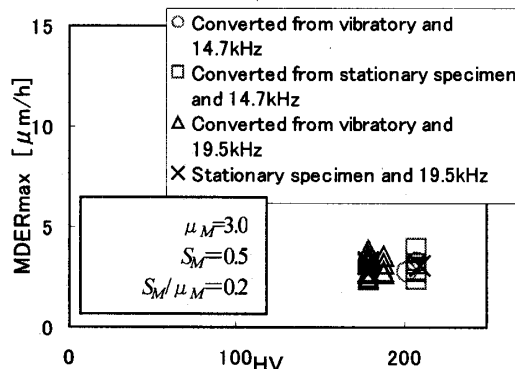 15
10
5
0
MDERmax [μm/h]
○ Converted from vibratory and
14.7kHz
□ Converted from stationary specimen
and 14.7kHz
△ Converted from vibratory and
19.5kHz
× Stationary specimen and 19.5kHz
μM=3.0
SM=0.5
SM/μM=0.2
0 100 200
HV